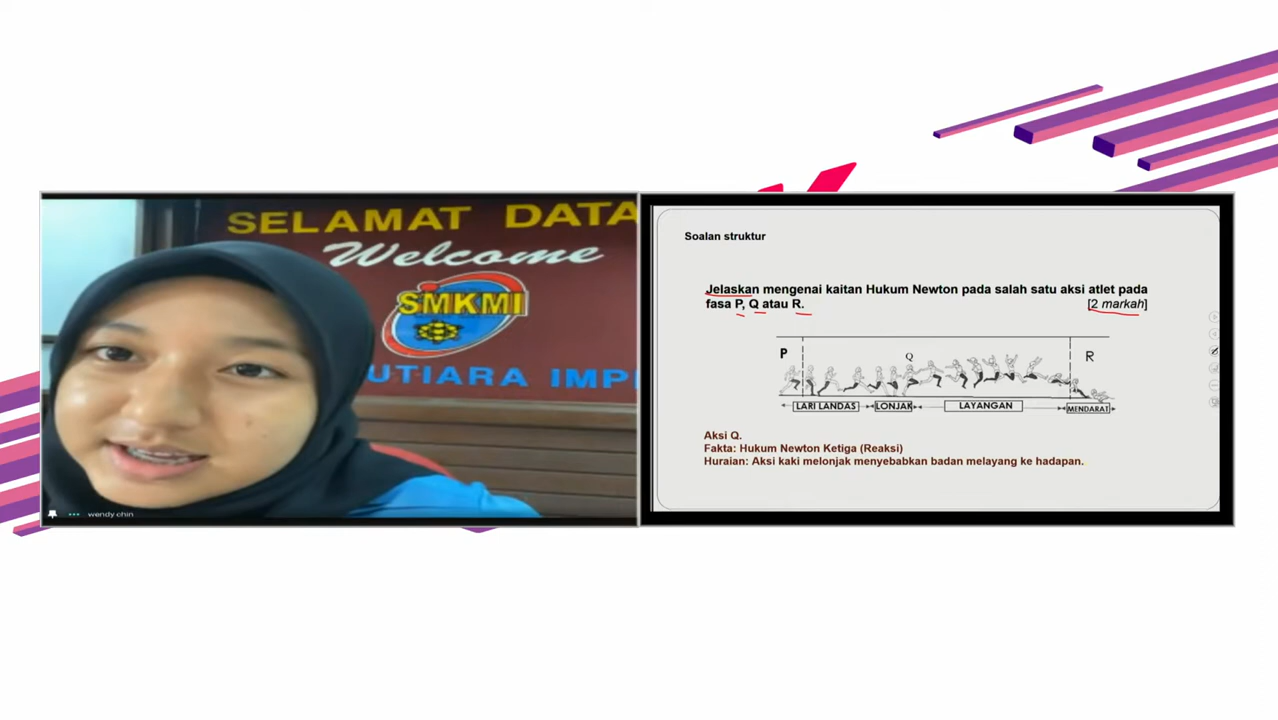 SELAMAT DATA
Welcome
SMKMI
UTIARA IMPI
wendy chin
Soalan struktur
Jelaskan mengenai kaitan Hukum Newton pada salah satu aksi atlet pada
fasa P, Q atau R. [2 markah]
P
Q
R
LARI LANDAS
LONJAK
LAYANGAN
MENDARAT
Aksi Q.
Fakta: Hukum Newton Ketiga (Reaksi)
Huraian: Aksi kaki melonjak menyebabkan badan melayang ke hadapan.